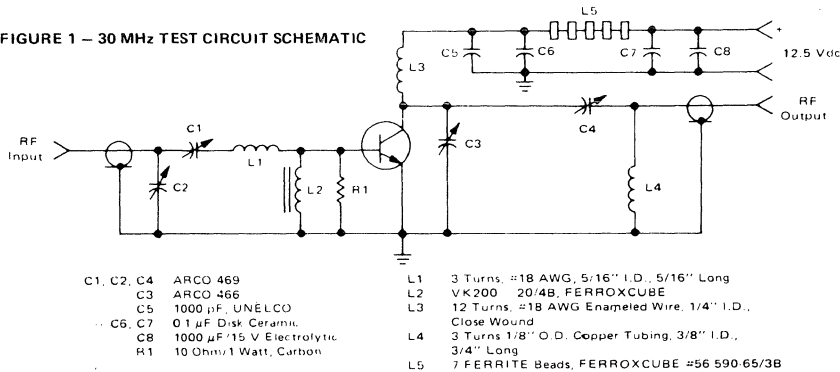 FIGURE 1 – 30 MHz TEST CIRCUIT SCHEMATIC
L5
+
C5
C6
C7
C8
12.5 Vdc
L3
RF
Output
C4
RF
Input
C1
L1
C3
C2
L2
R1
L4
C1, C2, C4 ARCO 469
C3 ARCO 466
C5 1000 pF, UNELCO
C6, C7 0.1 µF Disk Ceramic
C8 1000 µF/15 V Electrolytic
R1 10 Ohm/1 Watt, Carbon
L1 3 Turns, #18 AWG, 5/16" I.D., 5/16" Long
L2 VK200 20/4B, FERROXCUBE
L3 12 Turns, #18 AWG Enameled Wire, 1/4" I.D.,
Close Wound
L4 3 Turns 1/8" O.D. Copper Tubing, 3/8" I.D.,
3/4" Long
L5 7 FERRITE Beads, FERROXCUBE #56 590-65/3B